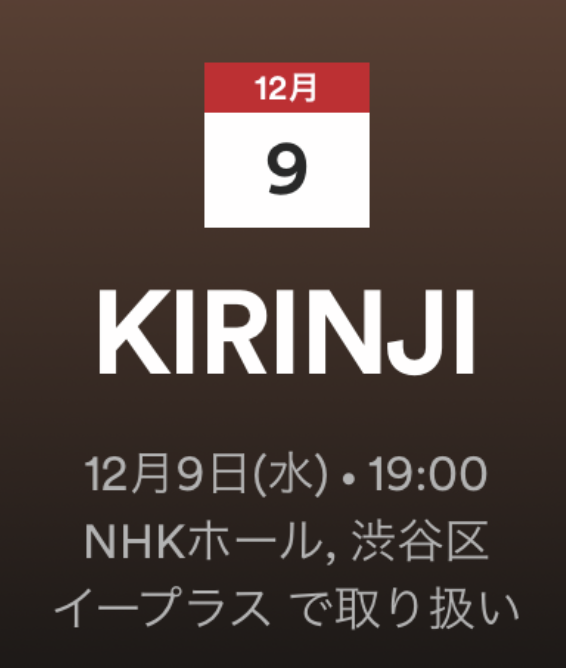 12月
9
KIRINJI
12月9日(水) • 19:00
NHKホール, 渋谷区
イープラス で取り扱い